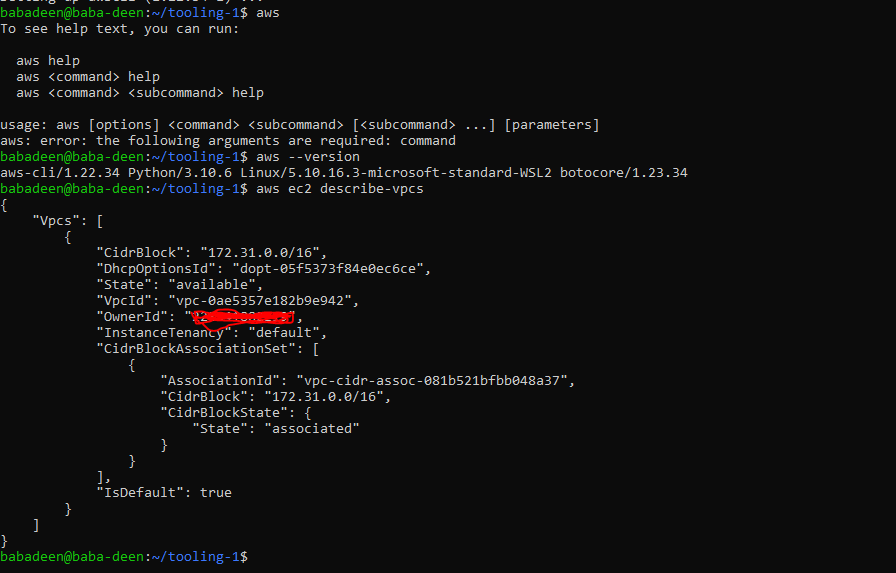 babadeen@baba-deen:~/tooling-1$ aws
To see help text, you can run:

  aws help
  aws <command> help
  aws <command> <subcommand> help

usage: aws [options] <command> <subcommand> [<subcommand> ...] [parameters]
aws: error: the following arguments are required: command
babadeen@baba-deen:~/tooling-1$ aws --version
aws-cli/1.22.34 Python/3.10.6 Linux/5.10.16.3-microsoft-standard-WSL2 botocore/1.23.34
babadeen@baba-deen:~/tooling-1$ aws ec2 describe-vpcs
{
    "Vpcs": [
        {
            "CidrBlock": "172.31.0.0/16",
            "DhcpOptionsId": "dopt-05f5373f84e0ec6ce",
            "State": "available",
            "VpcId": "vpc-0ae5357e182b9e942",
            "OwnerId": "",
            "InstanceTenancy": "default",
            "CidrBlockAssociationSet": [
                {
                    "AssociationId": "vpc-cidr-assoc-081b521bfbb048a37",
                    "CidrBlock": "172.31.0.0/16",
                    "CidrBlockState": {
                        "State": "associated"
                    }
                }
            ],
            "IsDefault": true
        }
    ]
}
babadeen@baba-deen:~/tooling-1$